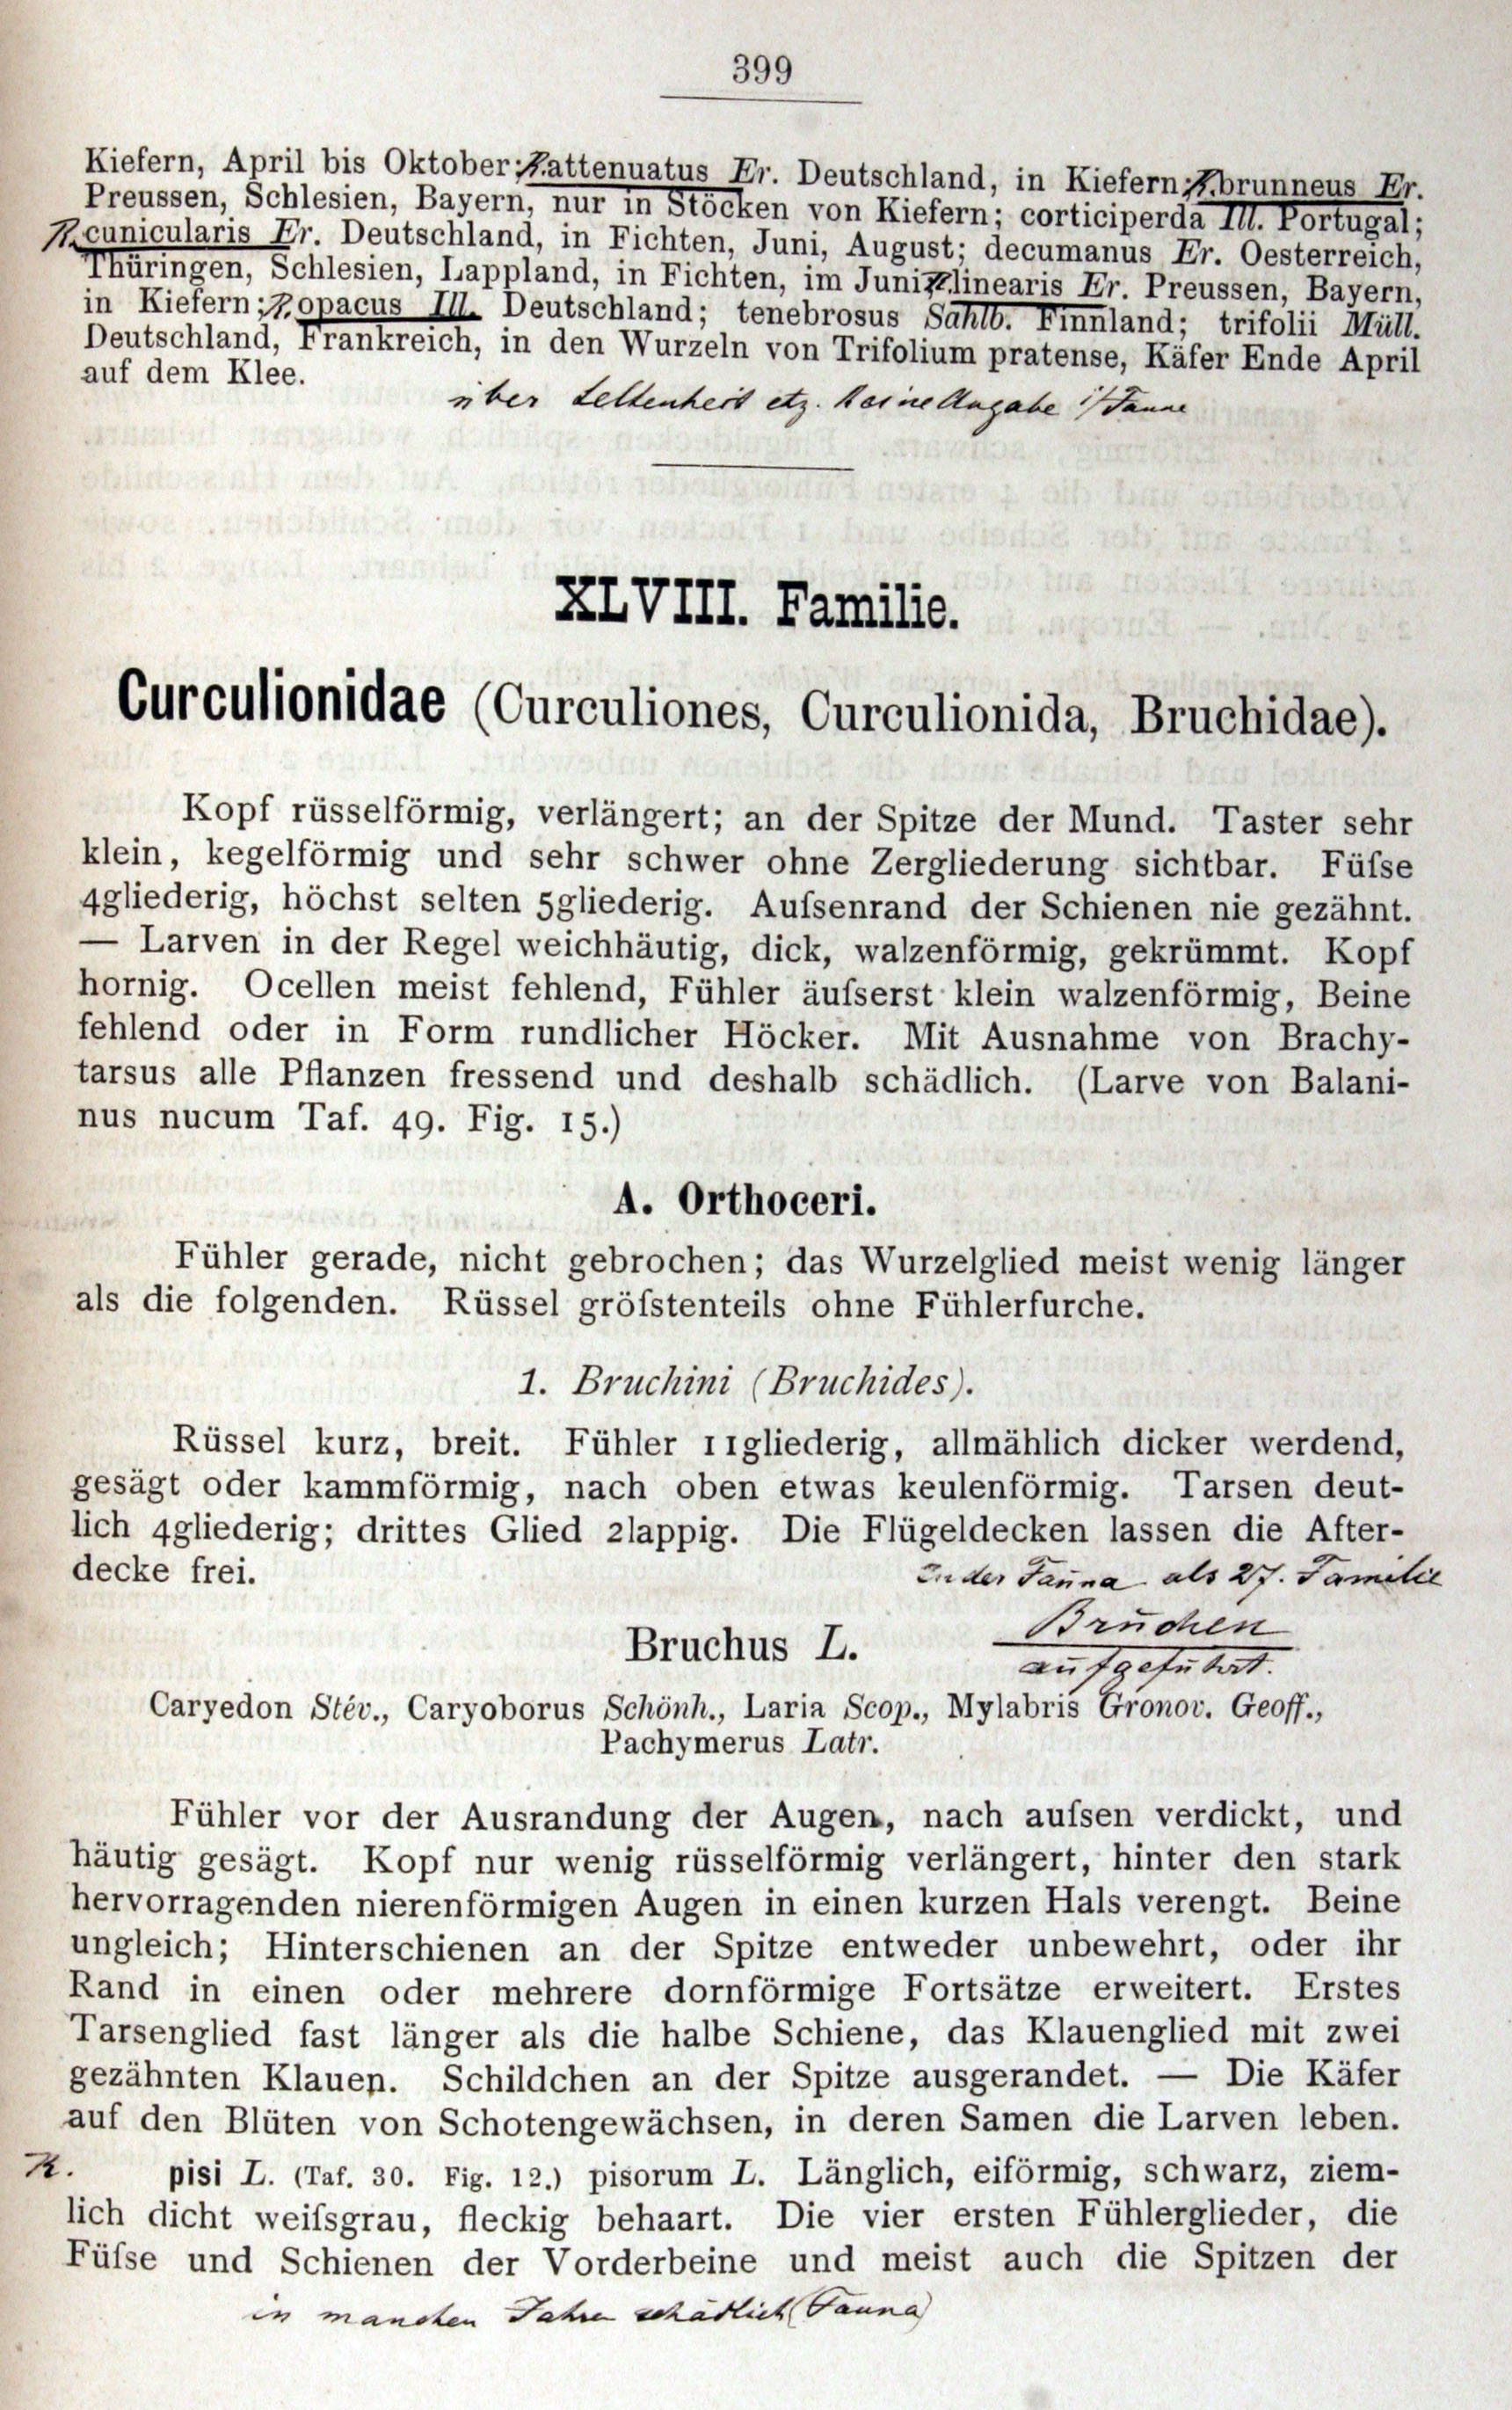 399
Kiefern, April bis Oktober; R. attenuatus Er. Deutschland, in Kiefern; R. brunneus Er.
Preussen, Schlesien, Bayern, nur in Stöcken von Kiefern; corticiperda Ill. Portugal;
R. cunicularis Er. Deutschland, in Fichten, Juni, August; decumanus Er. Oesterreich,
Thüringen, Schlesien, Lappland, in Fichten, im Juni; R. linearis Er. Preussen, Bayern,
in Kiefern; R. opacus Ill. Deutschland; tenebrosus Sahlb. Finnland; trifolii Müll.
Deutschland, Frankreich, in den Wurzeln von Trifolium pratense, Käfer Ende April
auf dem Klee.
über Seltenheit etz. keine Angabe i/Fauna
XLVIII. Familie.
Curculionidae (Curculiones, Curculionida, Bruchidae).
Kopf rüsselförmig, verlängert; an der Spitze der Mund. Taster sehr
klein, kegelförmig und sehr schwer ohne Zergliederung sichtbar. Füſse
4gliederig, höchst selten 5gliederig. Auſsenrand der Schienen nie gezähnt.
— Larven in der Regel weichhäutig, dick, walzenförmig, gekrümmt. Kopf
hornig. Ocellen meist fehlend, Fühler äuſserst klein walzenförmig, Beine
fehlend oder in Form rundlicher Höcker. Mit Ausnahme von Brachy-
tarsus alle Pflanzen fressend und deshalb schädlich. (Larve von Balani-
nus nucum Taf. 49. Fig. 15.)
A. Orthoceri.
Fühler gerade, nicht gebrochen; das Wurzelglied meist wenig länger
als die folgenden. Rüssel gröſstenteils ohne Fühlerfurche.
1. Bruchini (Bruchides).
Rüssel kurz, breit. Fühler 11gliederig, allmählich dicker werdend,
gesägt oder kammförmig, nach oben etwas keulenförmig. Tarsen deut-
lich 4gliederig; drittes Glied 2lappig. Die Flügeldecken lassen die After-
decke frei.
In der Fauna als 27. Familie
Bruchen
aufgeführt.
Bruchus L.
Caryedon Stév., Caryoborus Schönh., Laria Scop., Mylabris Gronov. Geoff.,
Pachymerus Latr.
Fühler vor der Ausrandung der Augen, nach auſsen verdickt, und
häutig gesägt. Kopf nur wenig rüsselförmig verlängert, hinter den stark
hervorragenden nierenförmigen Augen in einen kurzen Hals verengt. Beine
ungleich; Hinterschienen an der Spitze entweder unbewehrt, oder ihr
Rand in einen oder mehrere dornförmige Fortsätze erweitert. Erstes
Tarsenglied fast länger als die halbe Schiene, das Klauenglied mit zwei
gezähnten Klauen. Schildchen an der Spitze ausgerandet. — Die Käfer
auf den Blüten von Schotengewächsen, in deren Samen die Larven leben.
R. pisi L. (Taf. 30. Fig. 12.) pisorum L. Länglich, eiförmig, schwarz, ziem-
lich dicht weiſsgrau, fleckig behaart. Die vier ersten Fühlerglieder, die
Füſse und Schienen der Vorderbeine und meist auch die Spitzen der
in manchen Jahren schädlich (Fauna)